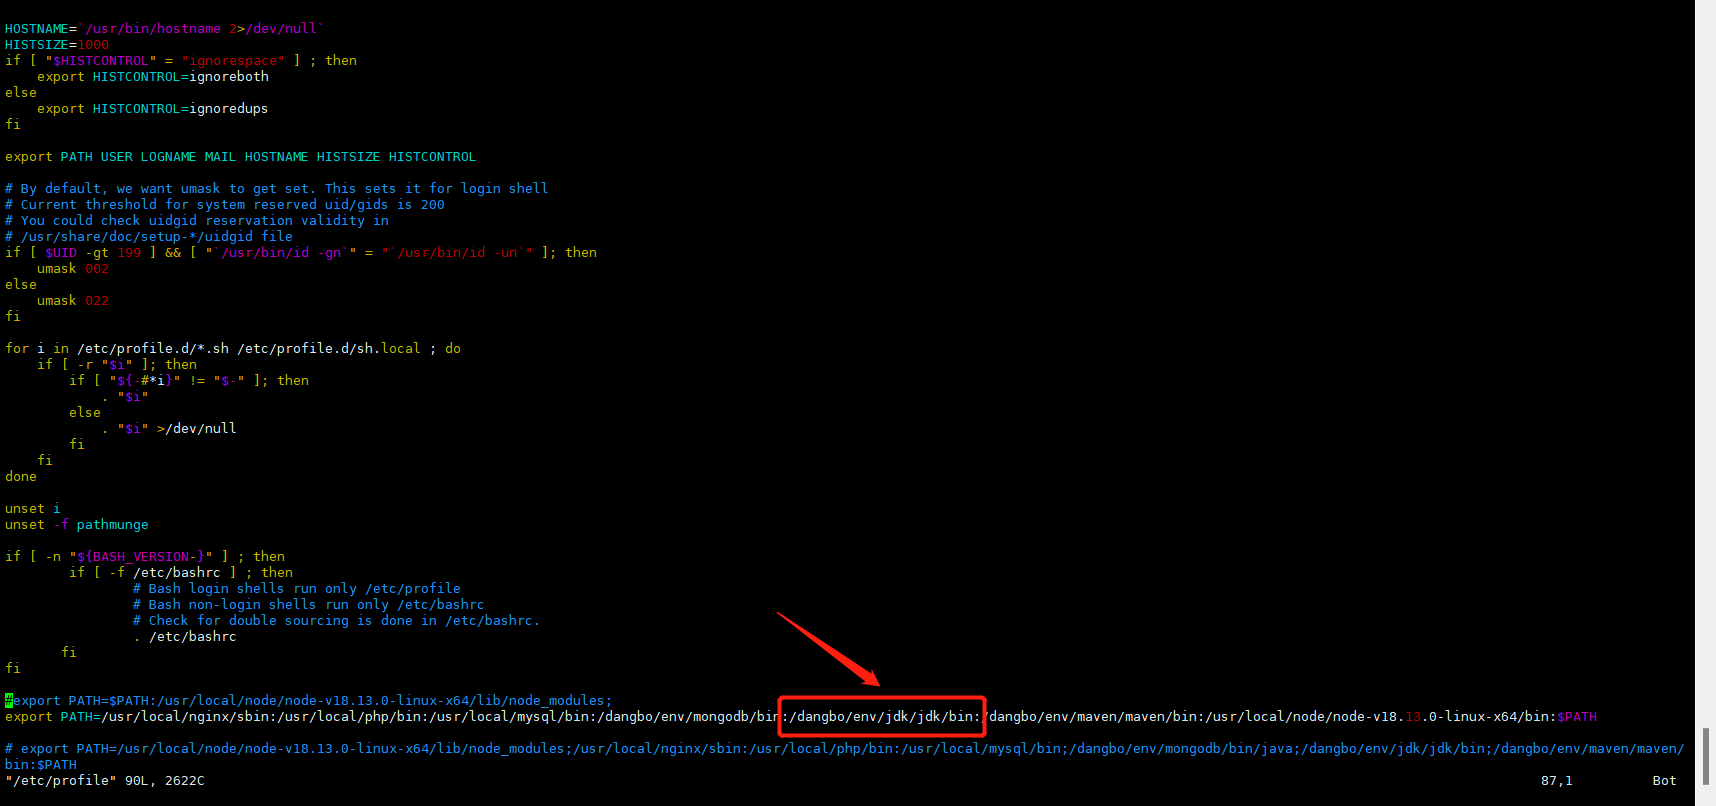 HOSTNAME=`/usr/bin/hostname 2>/dev/null`
HISTSIZE=1000
if [ "$HISTCONTROL" = "ignorespace" ] ; then
    export HISTCONTROL=ignoreboth
else
    export HISTCONTROL=ignoredups
fi

export PATH USER LOGNAME MAIL HOSTNAME HISTSIZE HISTCONTROL

# By default, we want umask to get set. This sets it for login shell
# Current threshold for system reserved uid/gids is 200
# You could check uidgid reservation validity in
# /usr/share/doc/setup-*/uidgid file
if [ $UID -gt 199 ] && [ "`/usr/bin/id -gn`" = "`/usr/bin/id -un`" ]; then
    umask 002
else
    umask 022
fi

for i in /etc/profile.d/*.sh /etc/profile.d/sh.local ; do
    if [ -r "$i" ]; then
        if [ "${-#*i}" != "$-" ]; then
            . "$i"
        else
            . "$i" >/dev/null
        fi
    fi
done

unset i
unset -f pathmunge

if [ -n "${BASH_VERSION-}" ] ; then
        if [ -f /etc/bashrc ] ; then
                # Bash login shells run only /etc/profile
                # Bash non-login shells run only /etc/bashrc
                # Check for double sourcing is done in /etc/bashrc.
                . /etc/bashrc
       fi
fi

#export PATH=$PATH:/usr/local/node/node-v18.13.0-linux-x64/lib/node_modules;
export PATH=/usr/local/nginx/sbin:/usr/local/php/bin:/usr/local/mysql/bin:/dangbo/env/mongodb/bin:/dangbo/env/jdk/jdk/bin:/dangbo/env/maven/maven/bin:/usr/local/node/node-v18.13.0-linux-x64/bin:$PATH

# export PATH=/usr/local/node/node-v18.13.0-linux-x64/lib/node_modules;/usr/local/nginx/sbin:/usr/local/php/bin:/usr/local/mysql/bin;/dangbo/env/mongodb/bin/java;/dangbo/env/jdk/jdk/bin;/dangbo/env/maven/maven/
bin:$PATH
"/etc/profile" 90L, 2622C 87,1 Bot